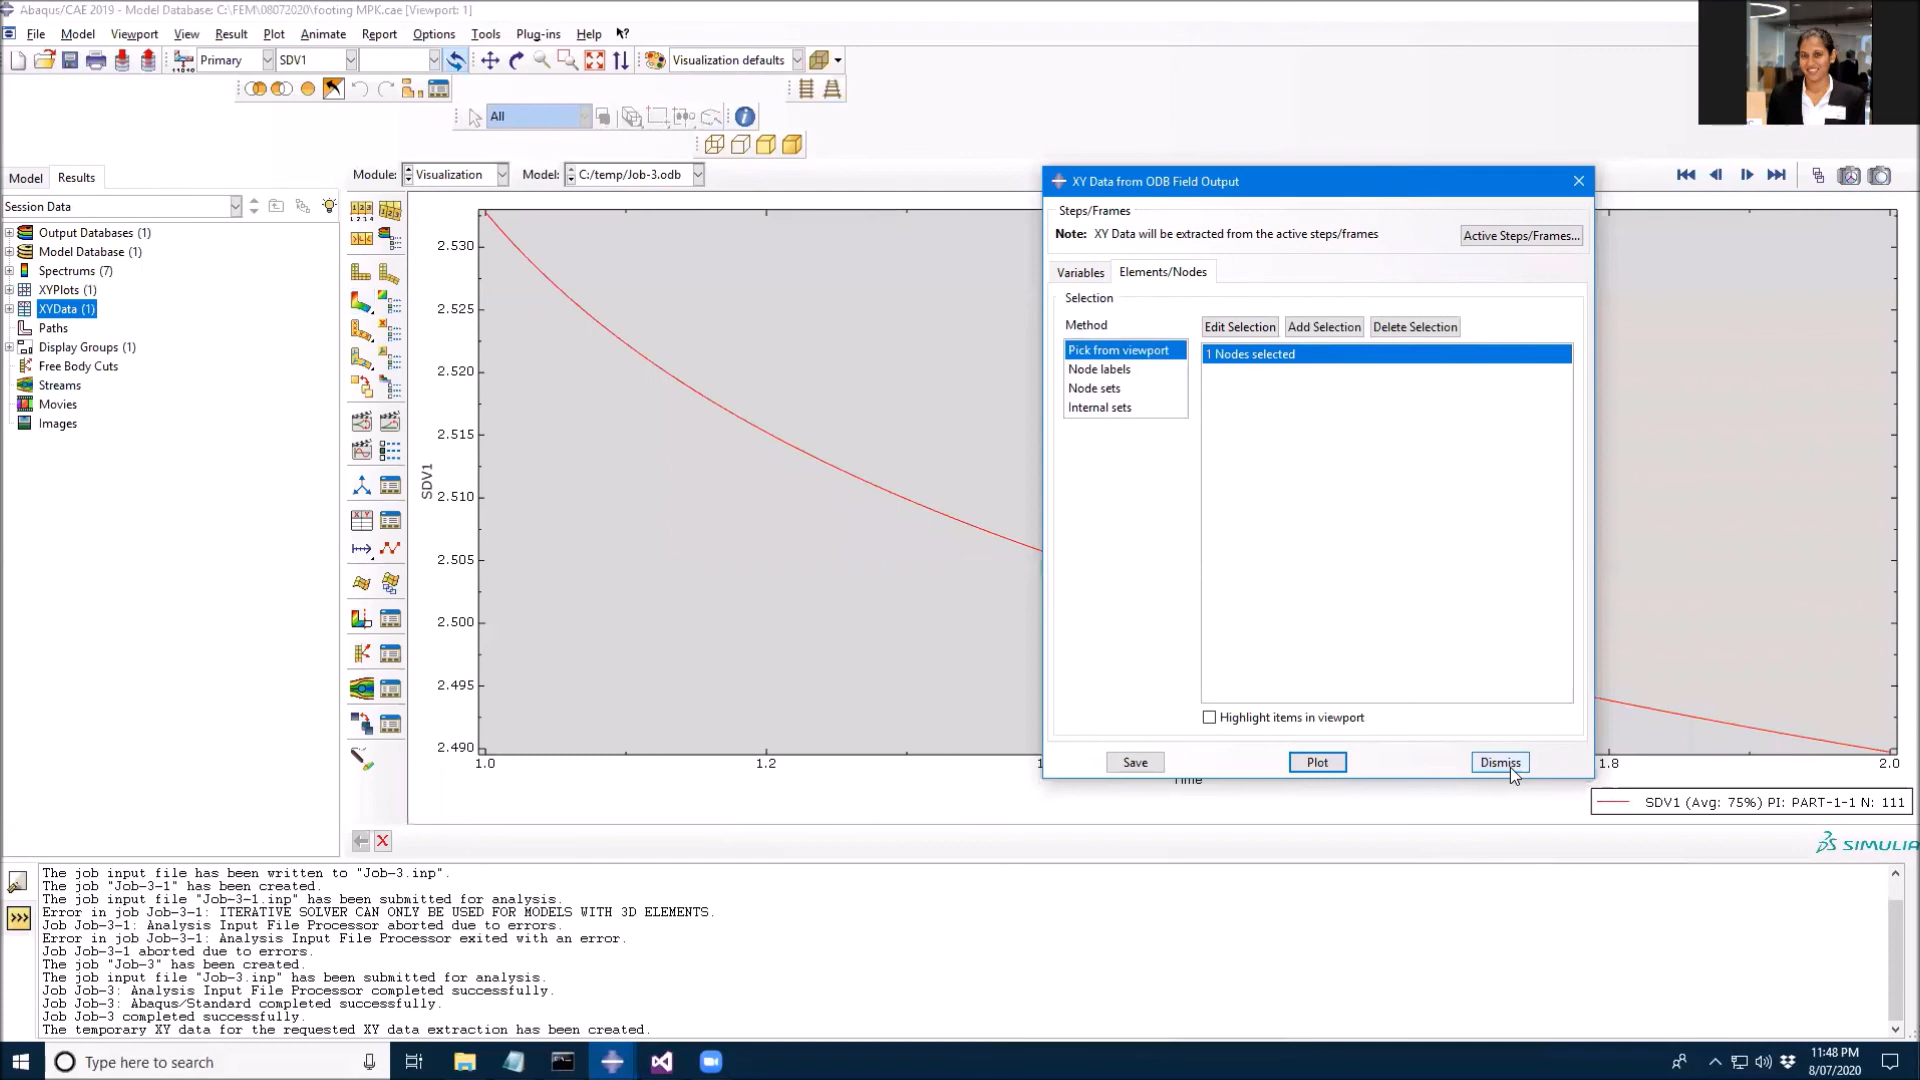 Abaqus/CAE 2019 - Model Database: C:\FEM\08072020\footing MPK.cae [Viewport: 1]
File Model Viewport View Result Plot Animate Report Options Tools Plug-ins Help
Primary SDV1 Visualization defaults
All
Model Results
Module: Visualization Model: C:/temp/Job-3.odb
Session Data
Output Databases (1)
Model Database (1)
Spectrums (7)
XYPlots (1)
XYData (1)
Paths
Display Groups (1)
Free Body Cuts
Streams
Movies
Images
2.530
2.525
2.520
2.515
2.510
2.505
2.500
2.495
2.490
SDV1
1.0 1.2 1.8 2.0
Time
XY Data from ODB Field Output
Steps/Frames
Note: XY Data will be extracted from the active steps/frames
Active Steps/Frames...
Variables Elements/Nodes
Selection
Method
Edit Selection Add Selection Delete Selection
Pick from viewport
Node labels
Node sets
Internal sets
1 Nodes selected
Highlight items in viewport
Save Plot Dismiss
SDV1 (Avg: 75%) PI: PART-1-1 N: 111
SIMULIA
The job input file has been written to "Job-3.inp".
The job "Job-3-1" has been created.
The job input file "Job-3-1.inp" has been submitted for analysis.
Error in job Job-3-1: ITERATIVE SOLVER CAN ONLY BE USED FOR MODELS WITH 3D ELEMENTS.
Job Job-3-1: Analysis Input File Processor aborted due to errors.
Error in job Job-3-1: Analysis Input File Processor exited with an error.
Job Job-3-1 aborted due to errors.
The job "Job-3" has been created.
The job input file "Job-3.inp" has been submitted for analysis.
Job Job-3: Analysis Input File Processor completed successfully.
Job Job-3: Abaqus/Standard completed successfully.
Job Job-3 completed successfully.
The temporary XY data for the requested XY data extraction has been created.
Type here to search
11:48 PM
8/07/2020